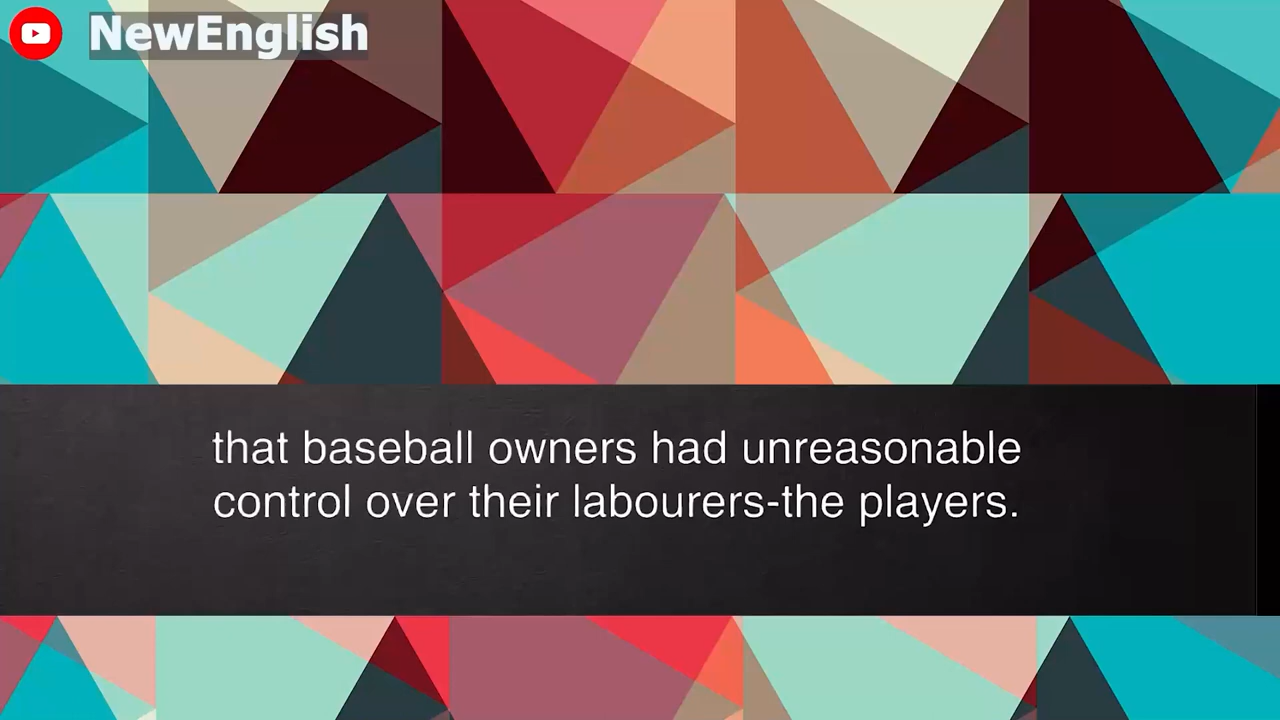 NewEnglish
that baseball owners had unreasonable
control over their labourers-the players.